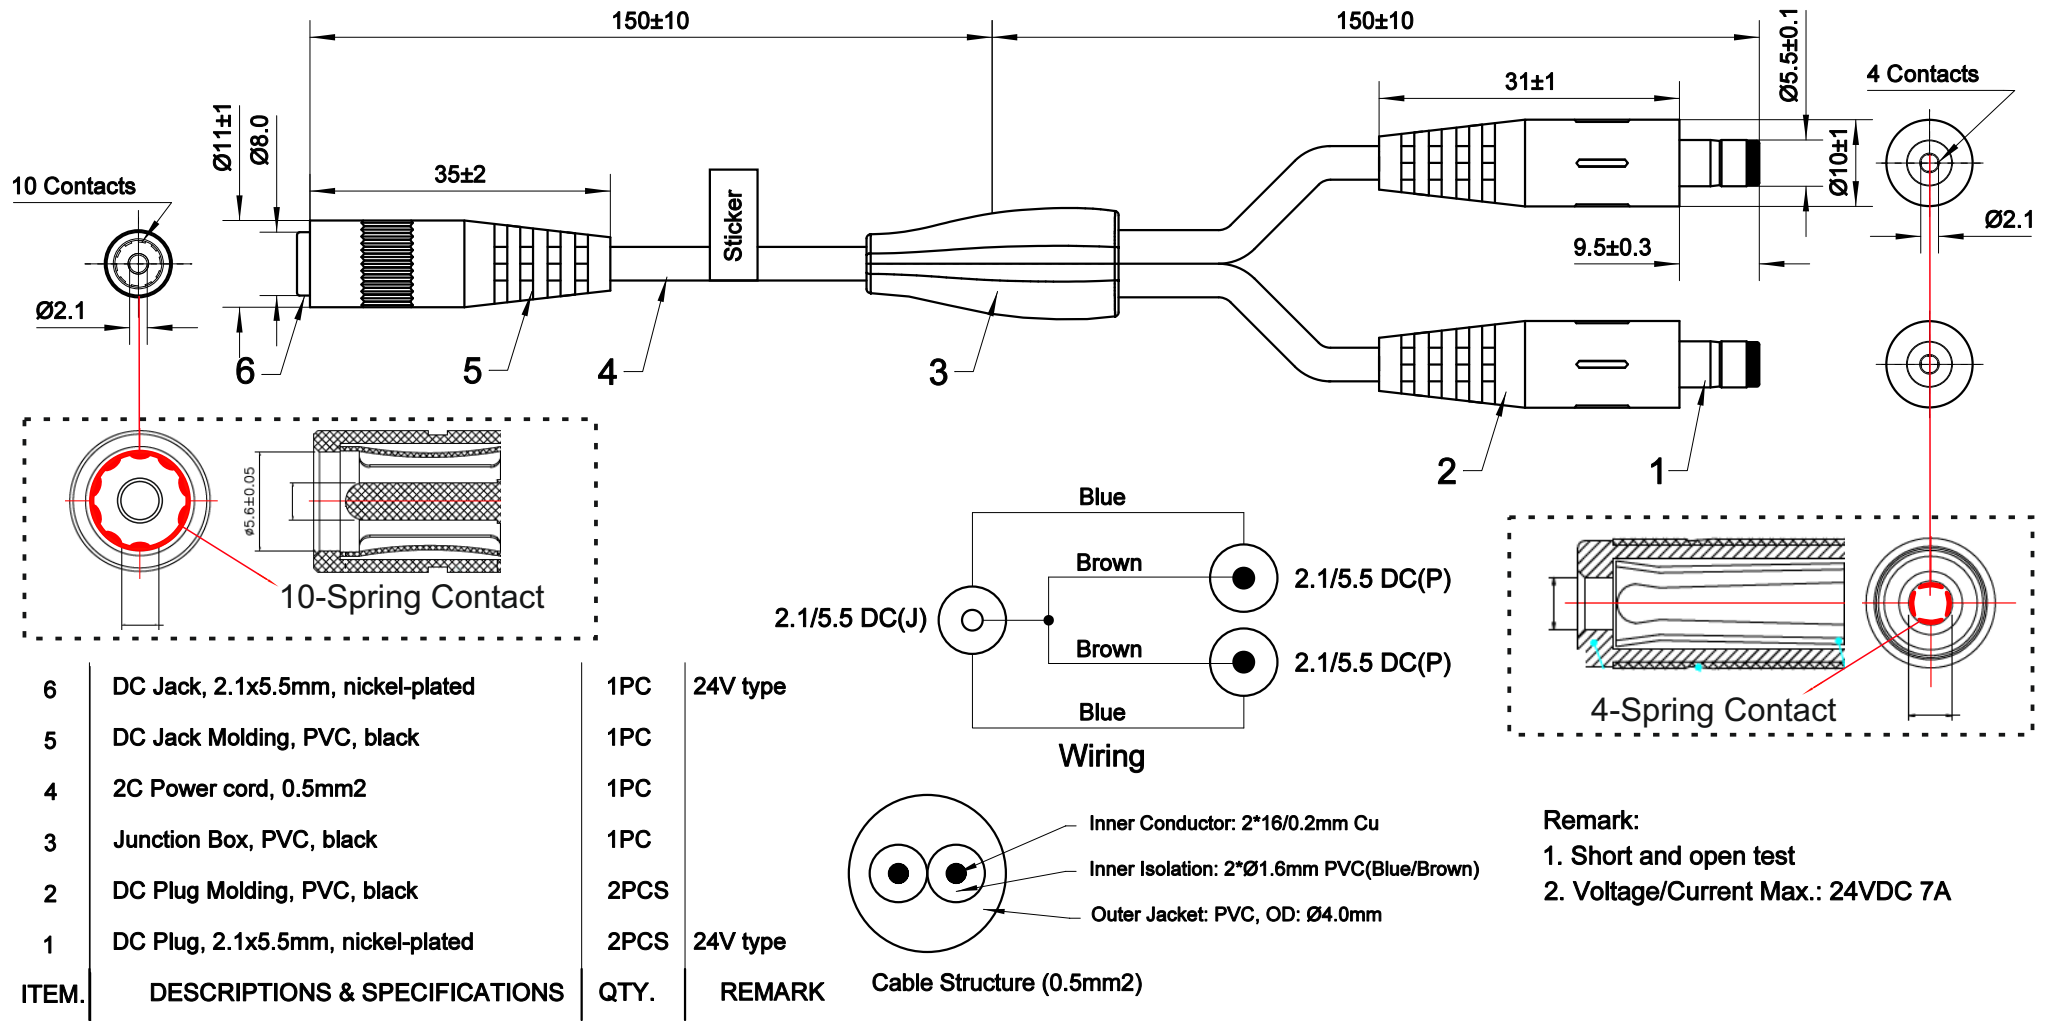 150±10
150±10
Ø5.5±0.1
4 Contacts
31±1
Ø11±1
Ø8.0
Ø10±1
35±2
10 Contacts
Sticker
Ø2.1
9.5±0.3
Ø2.1
6
5
4
3
2
1
ø5.6±0.05
10-Spring Contact
Blue
Brown
2.1/5.5 DC(P)
2.1/5.5 DC(J)
Brown
2.1/5.5 DC(P)
Blue
Wiring
4-Spring Contact
6 DC Jack, 2.1x5.5mm, nickel-plated 1PC 24V type
5 DC Jack Molding, PVC, black 1PC
4 2C Power cord, 0.5mm2 1PC
3 Junction Box, PVC, black 1PC
2 DC Plug Molding, PVC, black 2PCS
1 DC Plug, 2.1x5.5mm, nickel-plated 2PCS 24V type
ITEM. DESCRIPTIONS & SPECIFICATIONS QTY. REMARK
Inner Conductor: 2*16/0.2mm Cu
Inner Isolation: 2*Ø1.6mm PVC(Blue/Brown)
Outer Jacket: PVC, OD: Ø4.0mm
Cable Structure (0.5mm2)
Remark:
1. Short and open test
2. Voltage/Current Max.: 24VDC 7A